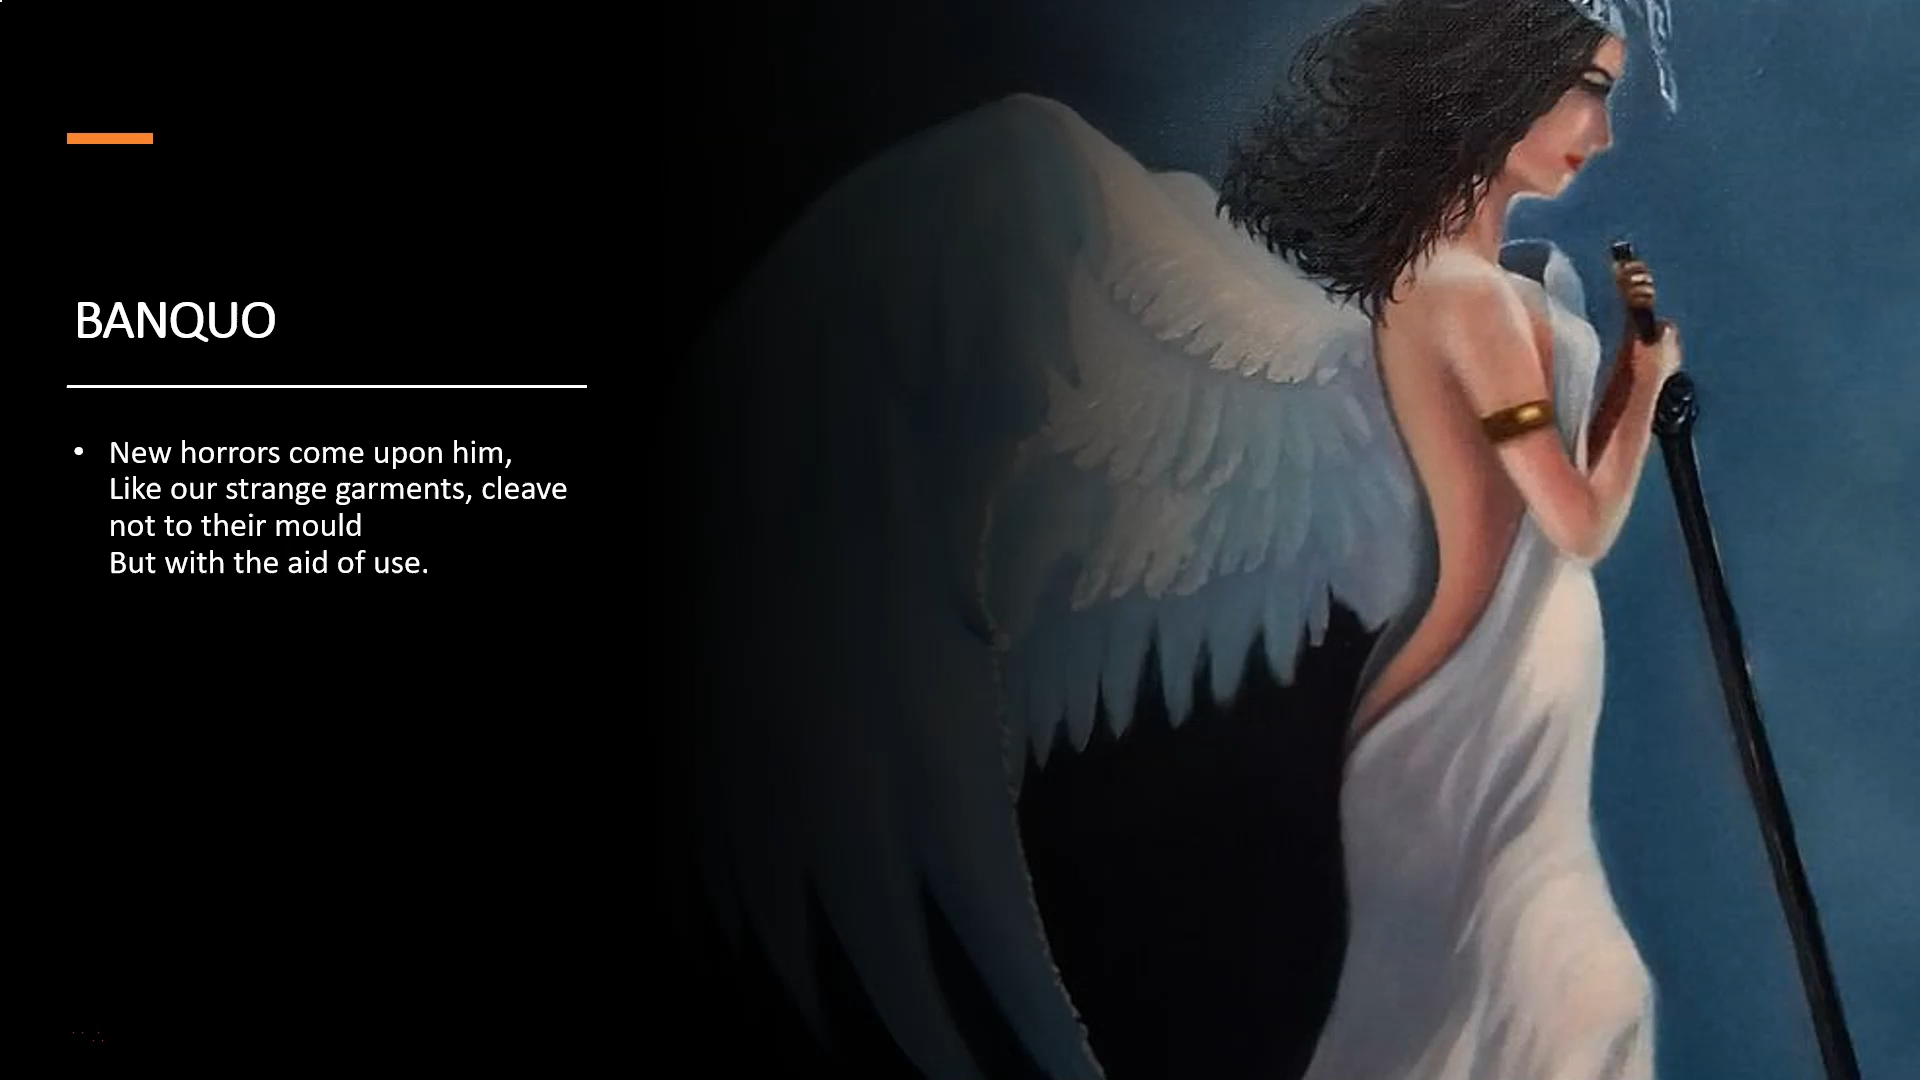 BANQUO
• New horrors come upon him,
Like our strange garments, cleave
not to their mould
But with the aid of use.